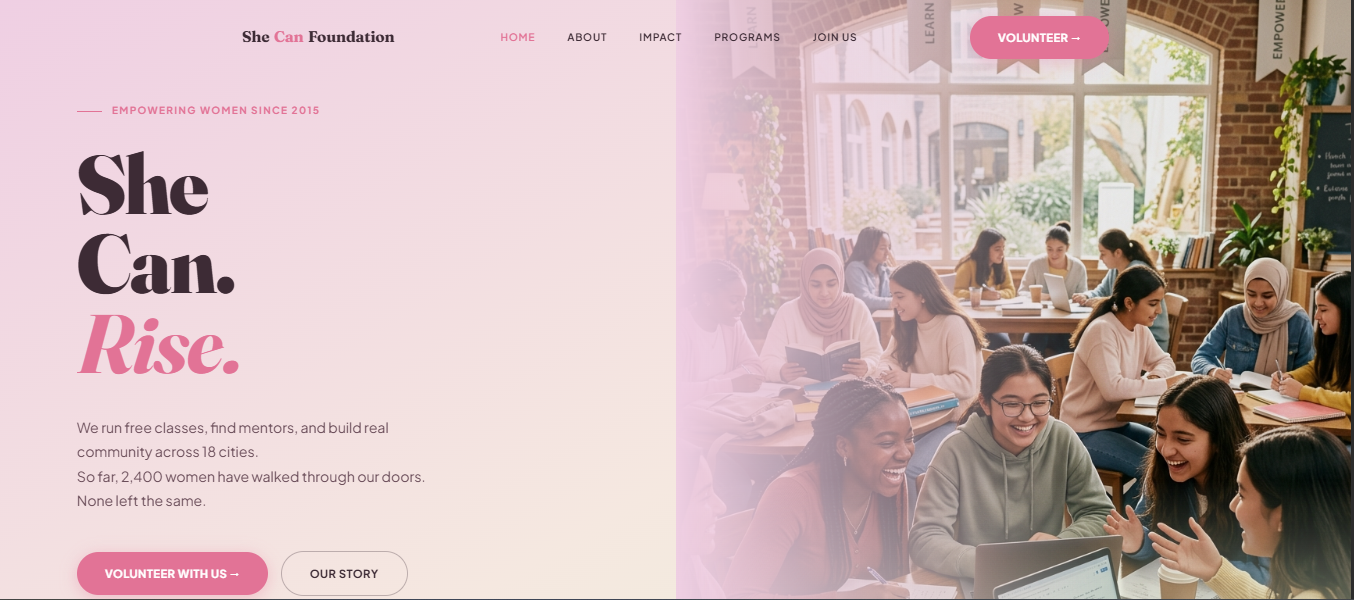 She Can Foundation
HOME
ABOUT
IMPACT
PROGRAMS
JOIN US
VOLUNTEER →
LEARN
LEARN
EMPOWER
EMPOWERING WOMEN SINCE 2015
She
Can.
Rise.
We run free classes, find mentors, and build real
community across 18 cities.
So far, 2,400 women have walked through our doors.
None left the same.
VOLUNTEER WITH US →
OUR STORY